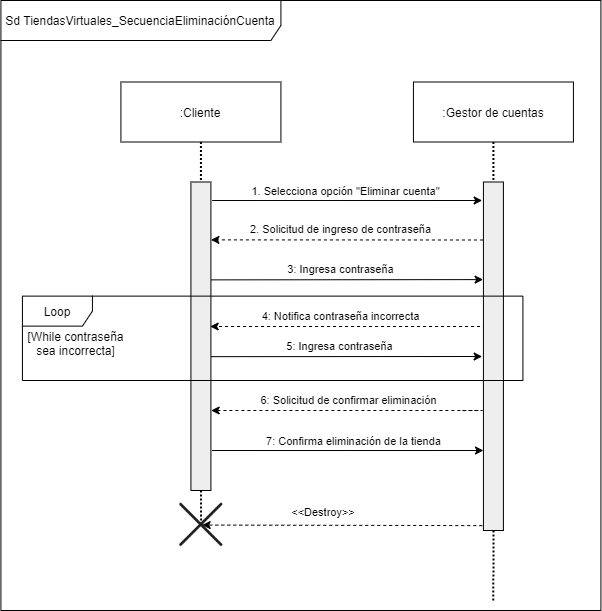 Sd TiendasVirtuales_SecuenciaEliminaciónCuenta
:Cliente
:Gestor de cuentas
1. Selecciona opción "Eliminar cuenta"
2. Solicitud de ingreso de contraseña
3: Ingresa contraseña
Loop
[While contraseña
sea incorrecta]
4: Notifica contraseña incorrecta
5: Ingresa contraseña
6: Solicitud de confirmar eliminación
7: Confirma eliminación de la tienda
<<Destroy>>